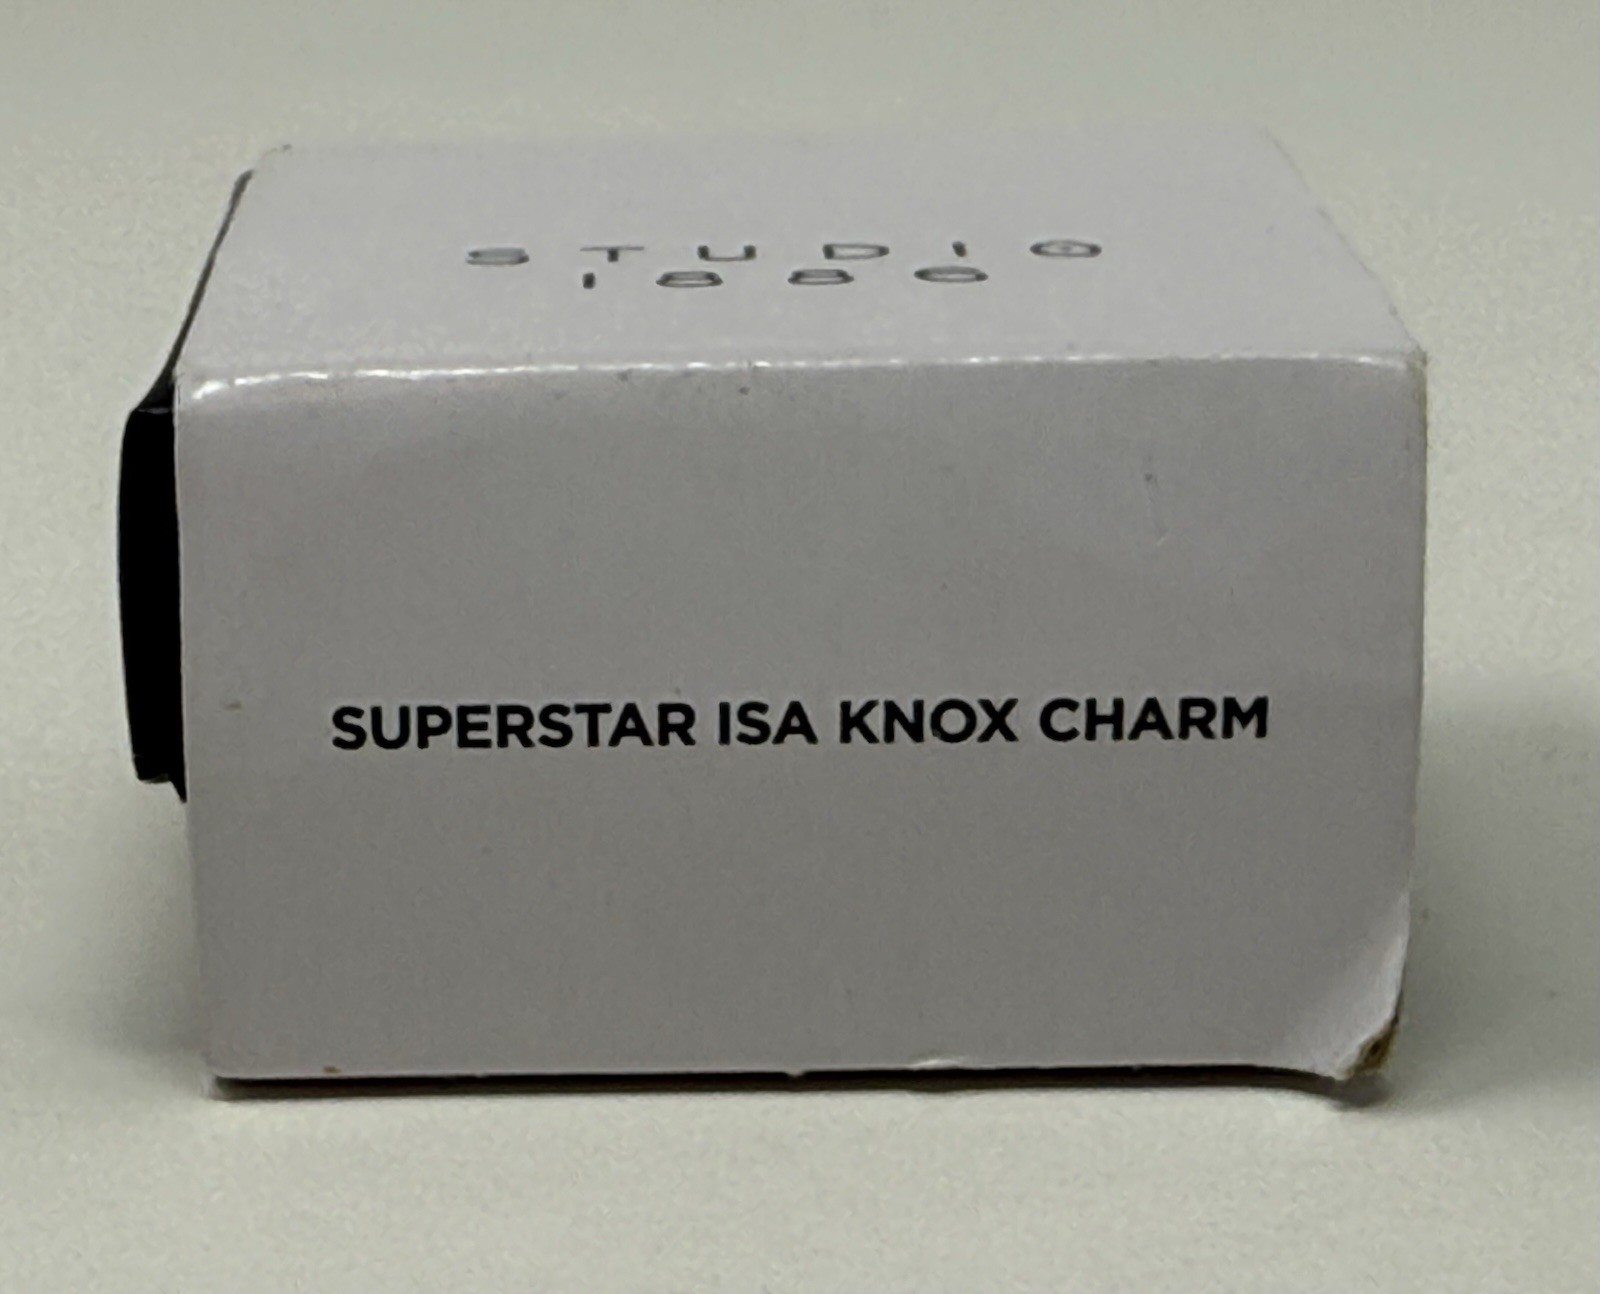 STUDIO
1880
SUPERSTAR ISA KNOX CHARM